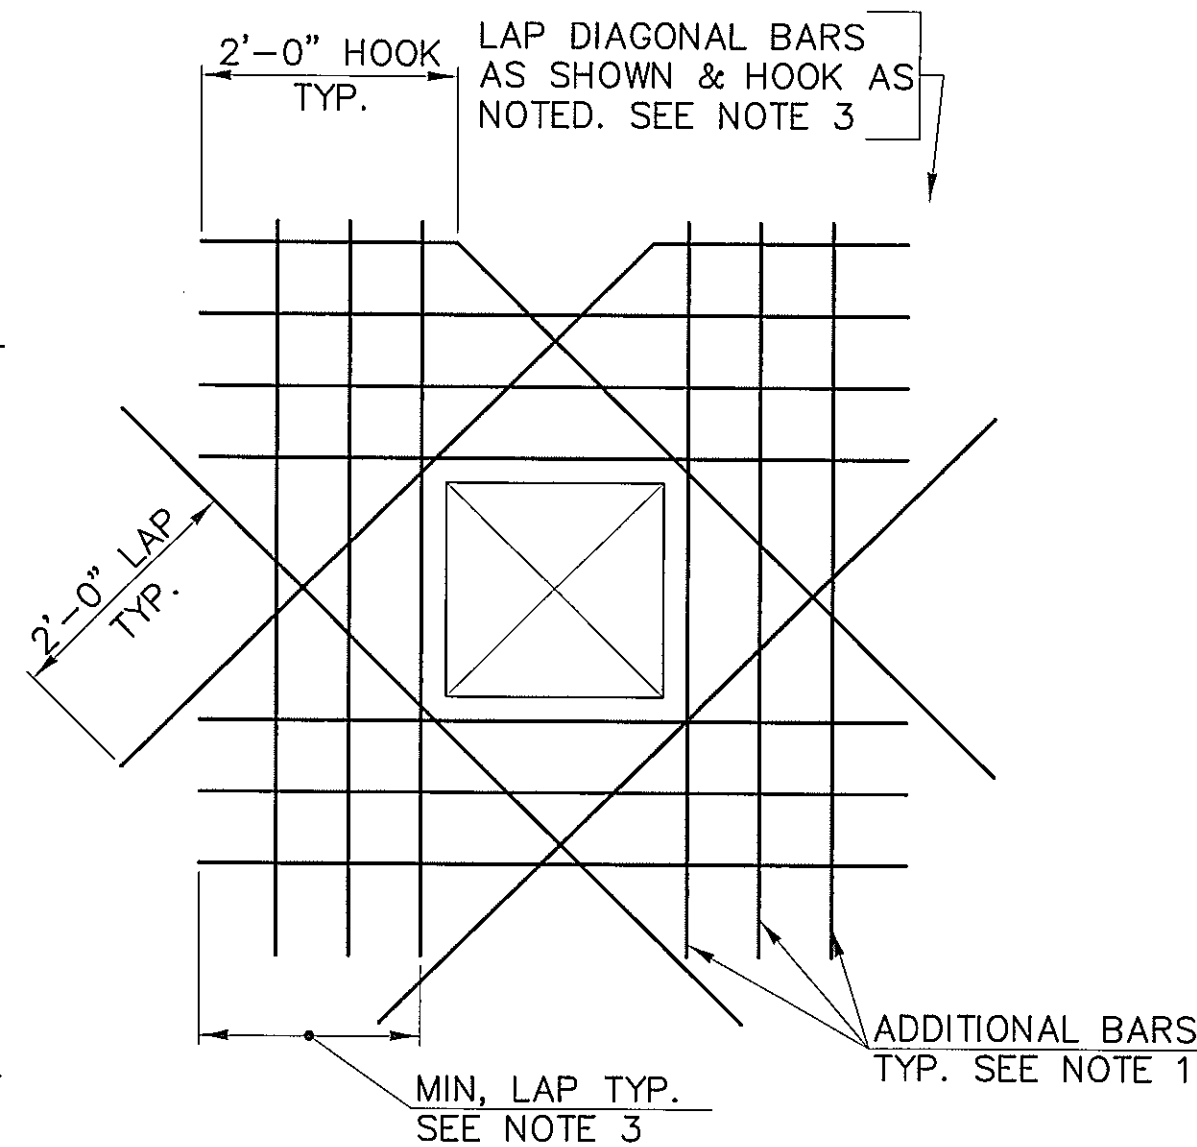 2'-0" HOOK
TYP.
LAP DIAGONAL BARS
AS SHOWN & HOOK AS
NOTED. SEE NOTE 3
2'-0" LAP
TYP.
ADDITIONAL BARS
TYP. SEE NOTE 1
MIN, LAP TYP.
SEE NOTE 3